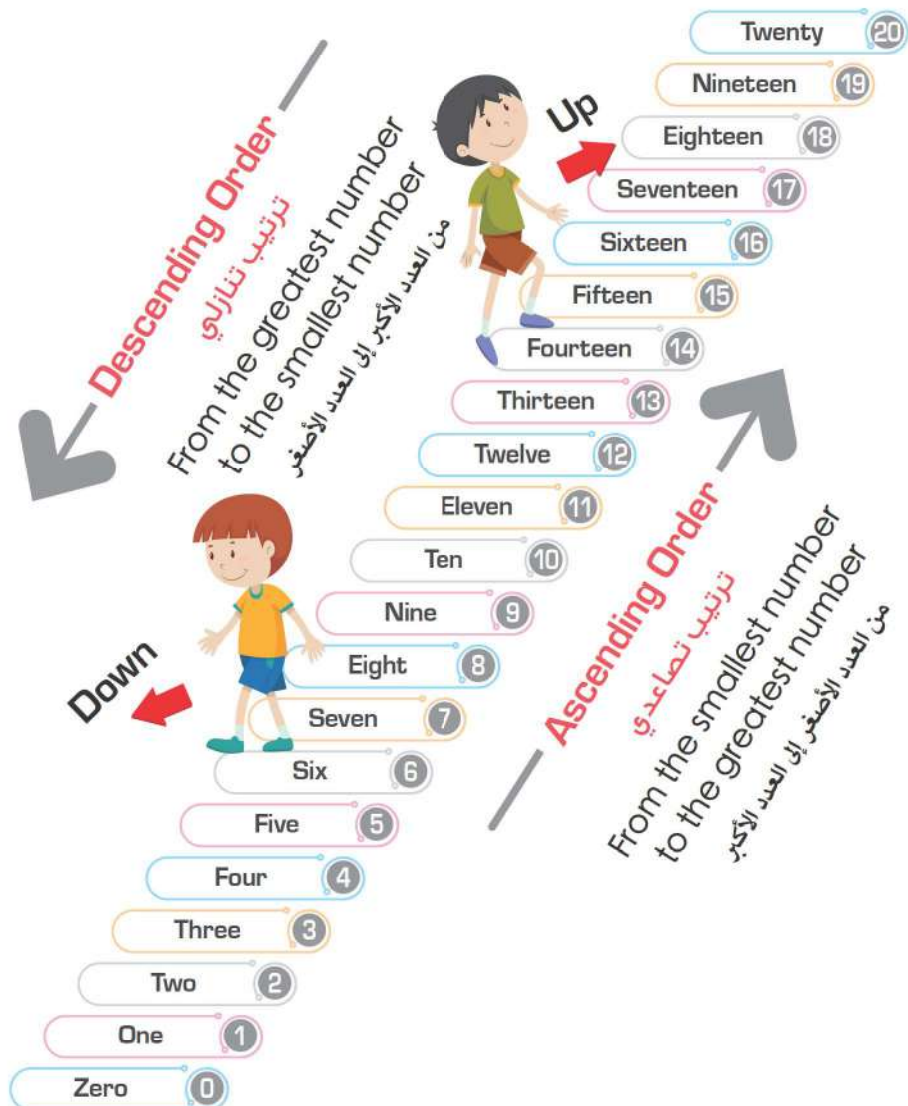 Descending Order
ترتيب تنازلي
From the greatest number
to the smallest number
من العدد الأكبر إلى العدد الأصغر
Up
Twenty 20
Nineteen 19
Eighteen 18
Seventeen 17
Sixteen 16
Fifteen 15
Fourteen 14
Thirteen 13
Twelve 12
Eleven 11
Ten 10
Nine 9
Eight 8
Seven 7
Six 6
Five 5
Four 4
Three 3
Two 2
One 1
Zero 0
Down
Ascending Order
ترتيب تصاعدي
From the smallest number
to the greatest number
من العدد الأصغر إلى العدد الأكبر